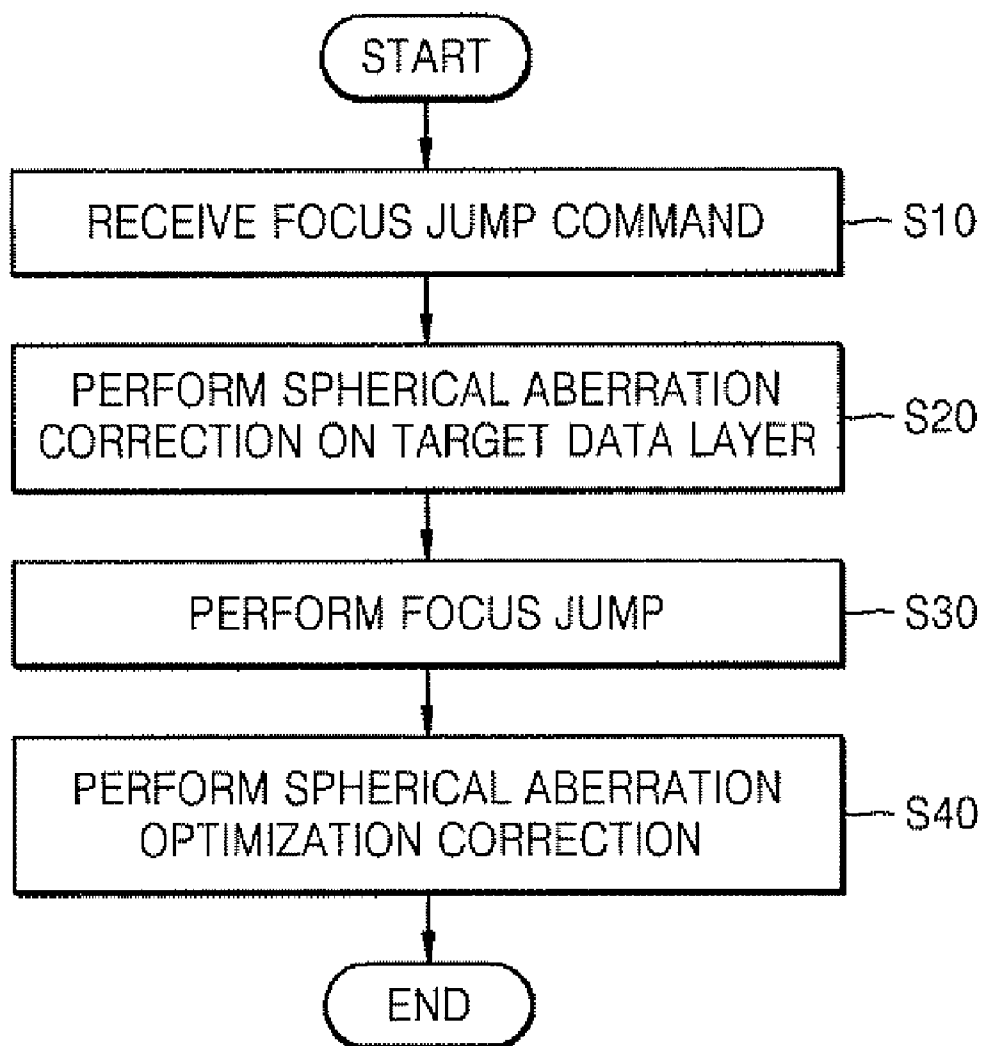 START
RECEIVE FOCUS JUMP COMMAND
S10
PERFORM SPHERICAL ABERRATION
CORRECTION ON TARGET DATA LAYER
S20
PERFORM FOCUS JUMP
S30
PERFORM SPHERICAL ABERRATION
OPTIMIZATION CORRECTION
S40
END